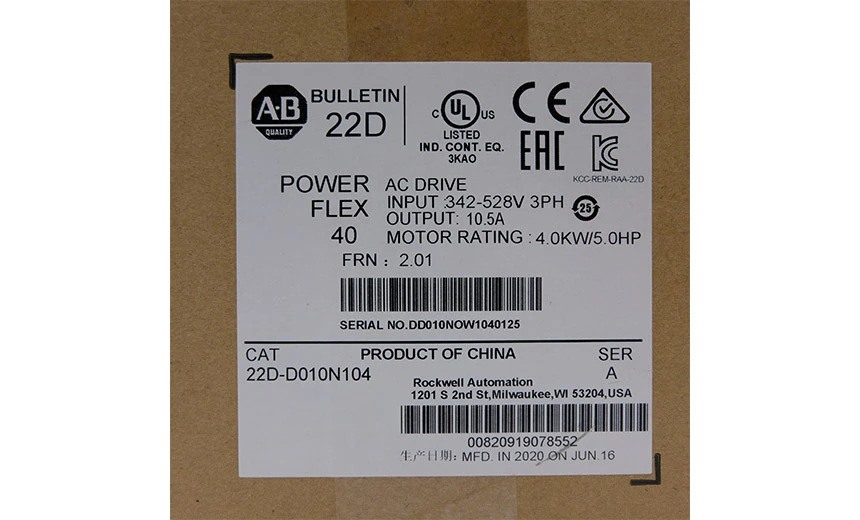 A-B
QUALITY
BULLETIN
22D
C UL US
LISTED
IND. CONT. EQ.
3KAO
CE
EAC
KC
KCC-REM-RAA-22D
POWER
FLEX
40
AC DRIVE
INPUT :342-528V 3PH
OUTPUT: 10.5A
25
MOTOR RATING : 4.0KW/5.0HP
FRN : 2.01
SERIAL NO.DD010NOW1040125
CAT
PRODUCT OF CHINA
SER
22D-D010N104
A
Rockwell Automation
1201 S 2nd St,Milwaukee,WI 53204,USA
00820919078552
生产日期: MFD. IN 2020 ON JUN.16